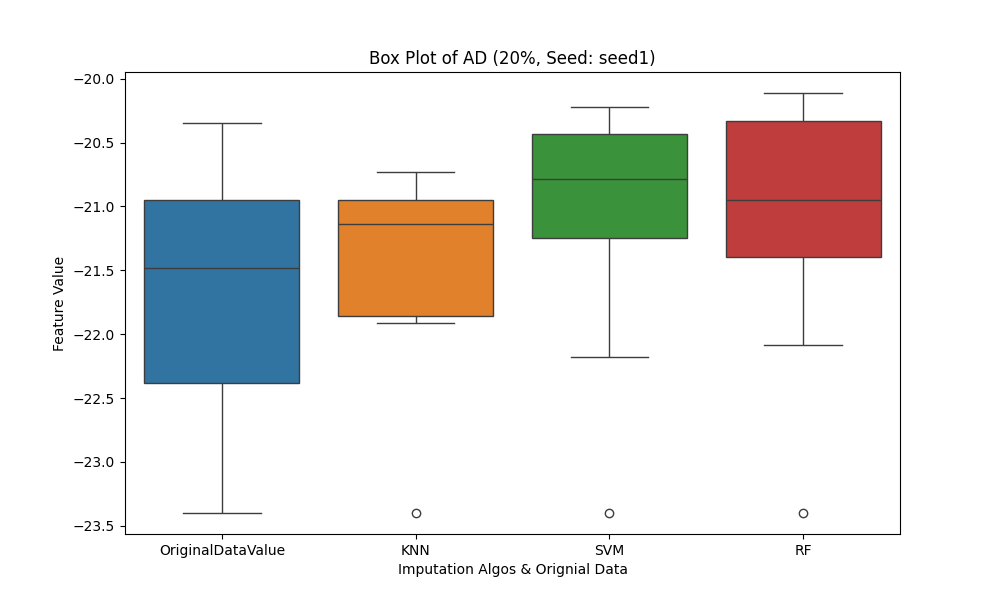 Box Plot of AD (20%, Seed: seed1)
−20.0
−20.5
−21.0
−21.5
−22.0
−22.5
−23.0
−23.5
Feature Value
OriginalDataValue
KNN
SVM
RF
Imputation Algos & Orignial Data